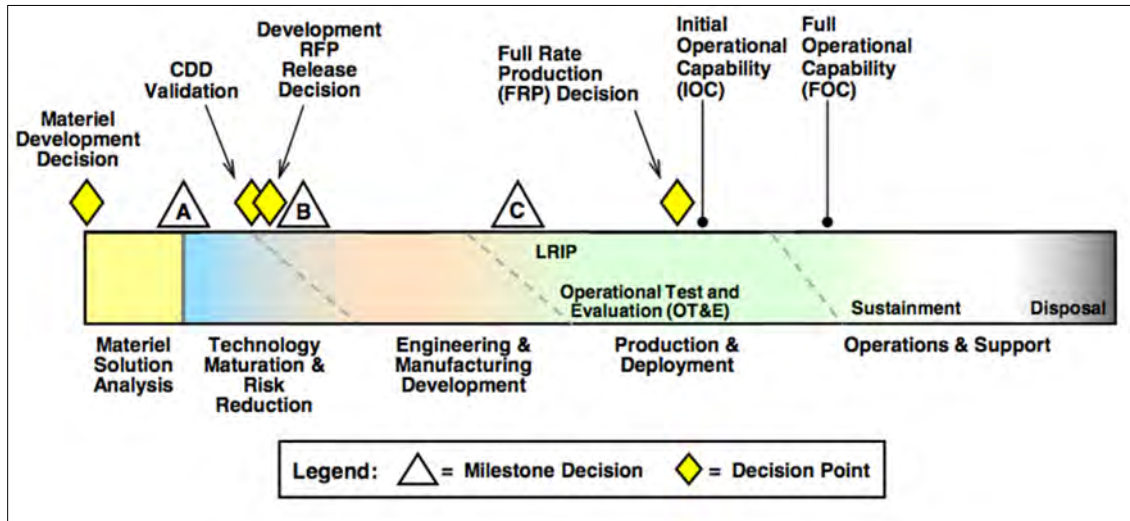 Materiel
Development
Decision
CDD
Validation
Development
RFP
Release
Decision
Full Rate
Production
(FRP) Decision
Initial
Operational
Capability
(IOC)
Full
Operational
Capability
(FOC)
A
B
C
LRIP
Operational Test and
Evaluation (OT&E)
Sustainment
Disposal
Materiel
Solution
Analysis
Technology
Maturation &
Risk
Reduction
Engineering &
Manufacturing
Development
Production &
Deployment
Operations & Support
Legend: = Milestone Decision = Decision Point